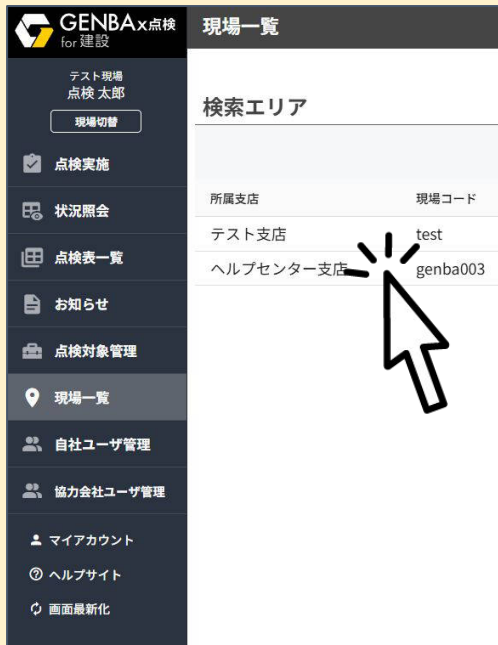 GENBAx点検
for 建設
テスト現場
点検 太郎
現場切替
点検実施
状況照会
点検表一覧
お知らせ
点検対象管理
現場一覧
自社ユーザ管理
協力会社ユーザ管理
マイアカウント
ヘルプサイト
画面最新化
現場一覧
検索エリア
所属支店 現場コード
テスト支店 test
ヘルプセンター支店 genba003